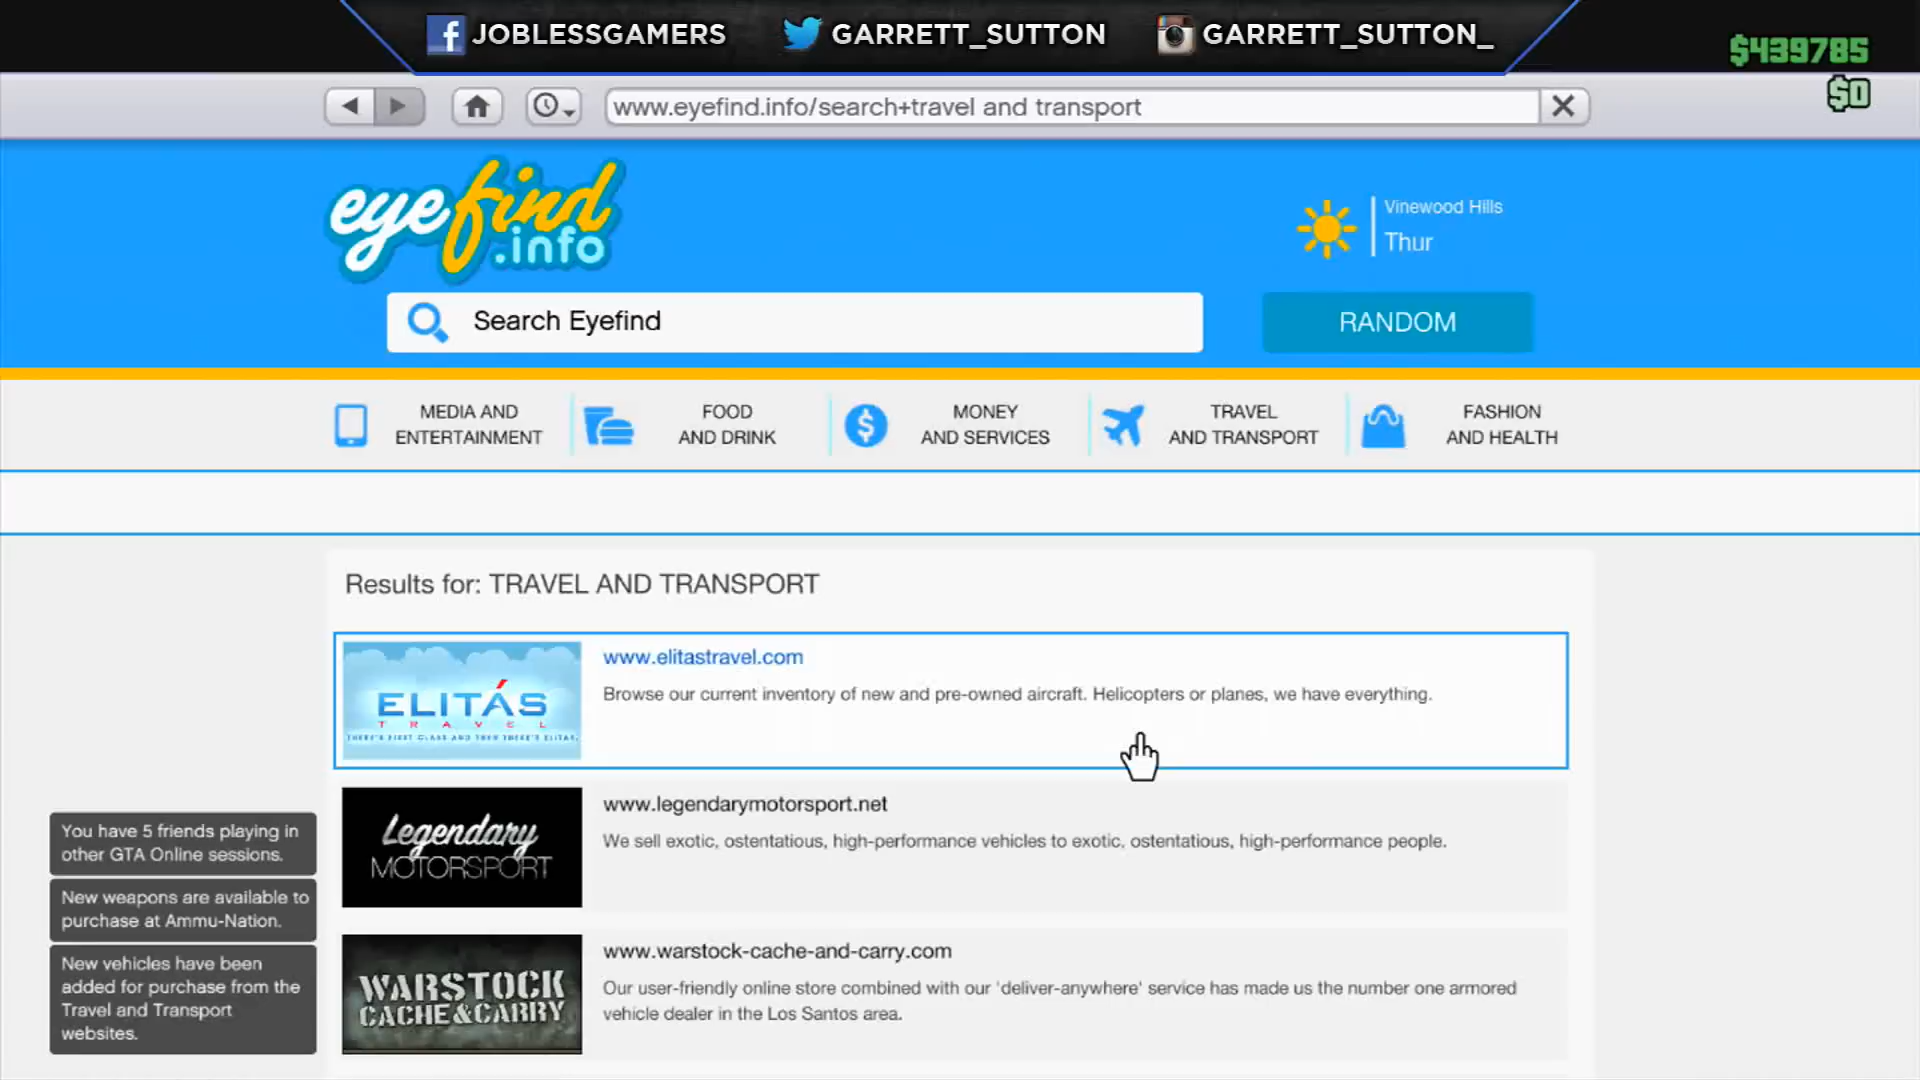 JOBLESSGAMERS GARRETT_SUTTON GARRETT_SUTTON_
$439785
$0
www.eyefind.info/search+travel and transport
eyefind
.info
Vinewood Hills
Thur
Search Eyefind
RANDOM
MEDIA AND
ENTERTAINMENT
FOOD
AND DRINK
MONEY
AND SERVICES
TRAVEL
AND TRANSPORT
FASHION
AND HEALTH
Results for: TRAVEL AND TRANSPORT
ELITÁS
TRAVEL
THERE'S FIRST CLASS AND THEN THERE'S ELITAS
www.elitastravel.com
Browse our current inventory of new and pre-owned aircraft. Helicopters or planes, we have everything.
Legendary
MOTORSPORT
www.legendarymotorsport.net
We sell exotic, ostentatious, high-performance vehicles to exotic, ostentatious, high-performance people.
WARSTOCK
CACHE&CARRY
www.warstock-cache-and-carry.com
Our user-friendly online store combined with our 'deliver-anywhere' service has made us the number one armored
vehicle dealer in the Los Santos area.
You have 5 friends playing in
other GTA Online sessions.
New weapons are available to
purchase at Ammu-Nation.
New vehicles have been
added for purchase from the
Travel and Transport
websites.